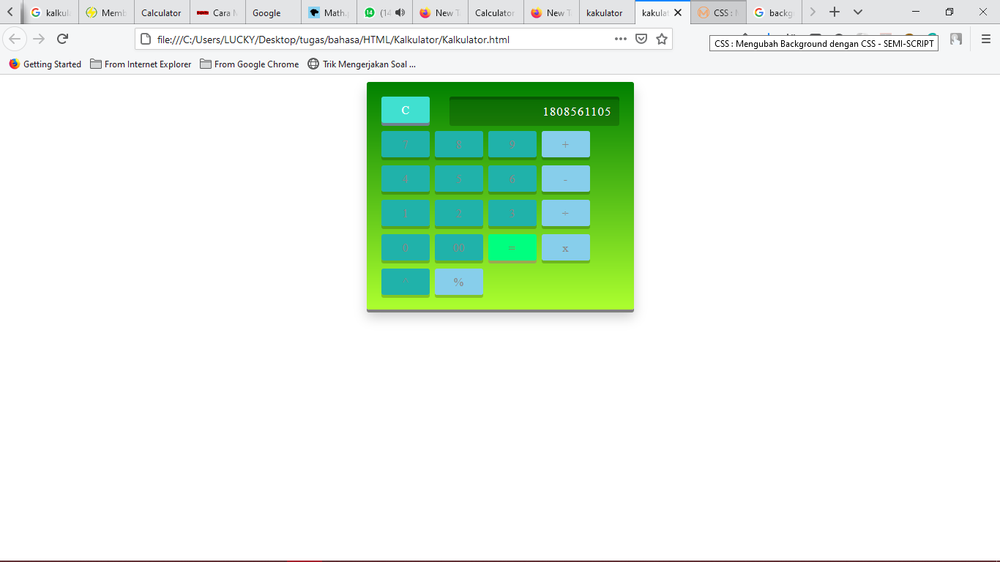 kalkula Memb Calculator Cara M Google Math. (14 New T Calculator New T kakulator kakulat CSS : M backg
file:///C:/Users/LUCKY/Desktop/tugas/bahasa/HTML/Kalkulator/Kalkulator.html
CSS : Mengubah Background dengan CSS - SEMI-SCRIPT
Getting Started From Internet Explorer From Google Chrome Trik Mengerjakan Soal ...
C 1808561105
7 8 9 +
4 5 6 -
1 2 3 ÷
0 00 = x
^ %